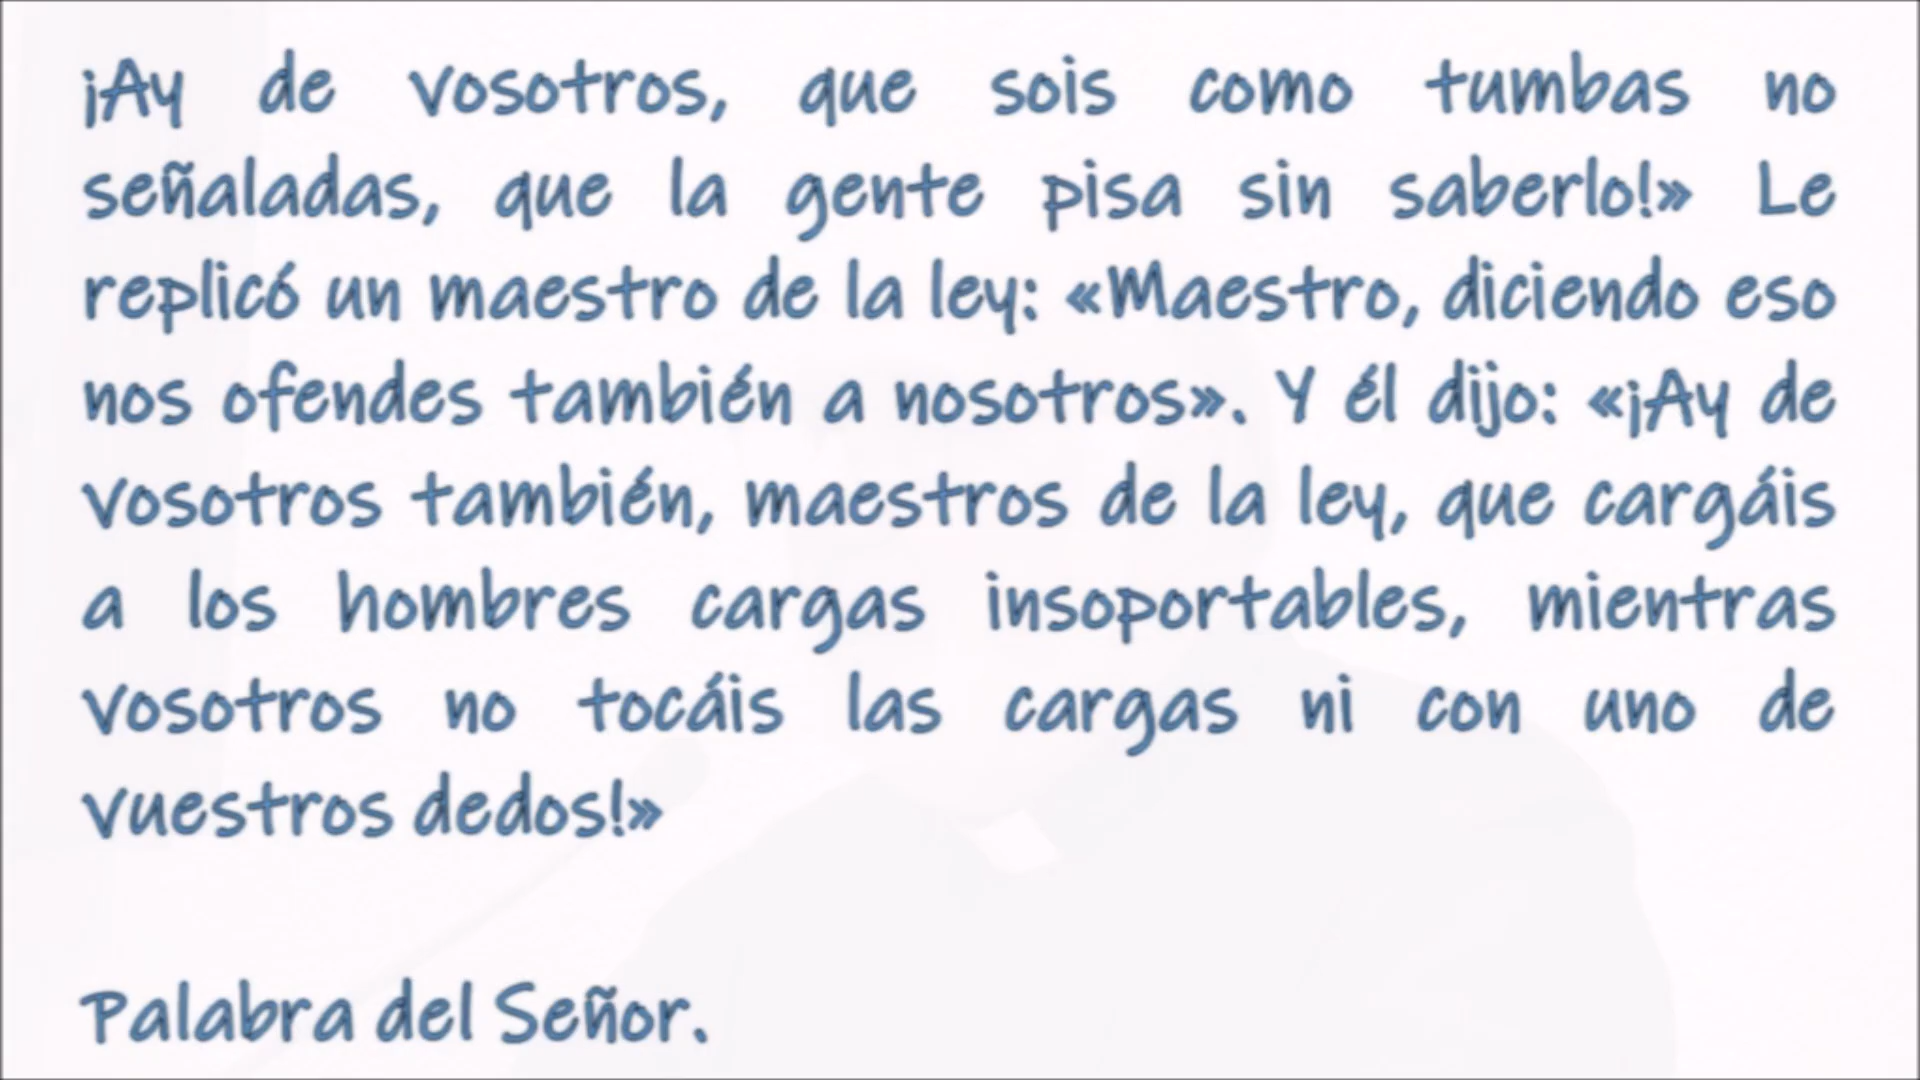 ¡Ay de vosotros, que sois como tumbas no
señaladas, que la gente pisa sin saberlo!» Le
replicó un maestro de la ley: «Maestro, diciendo eso
nos ofendes también a nosotros». Y él dijo: «¡Ay de
vosotros también, maestros de la ley, que cargáis
a los hombres cargas insoportables, mientras
vosotros no tocáis las cargas ni con uno de
vuestros dedos!»
Palabra del Señor.